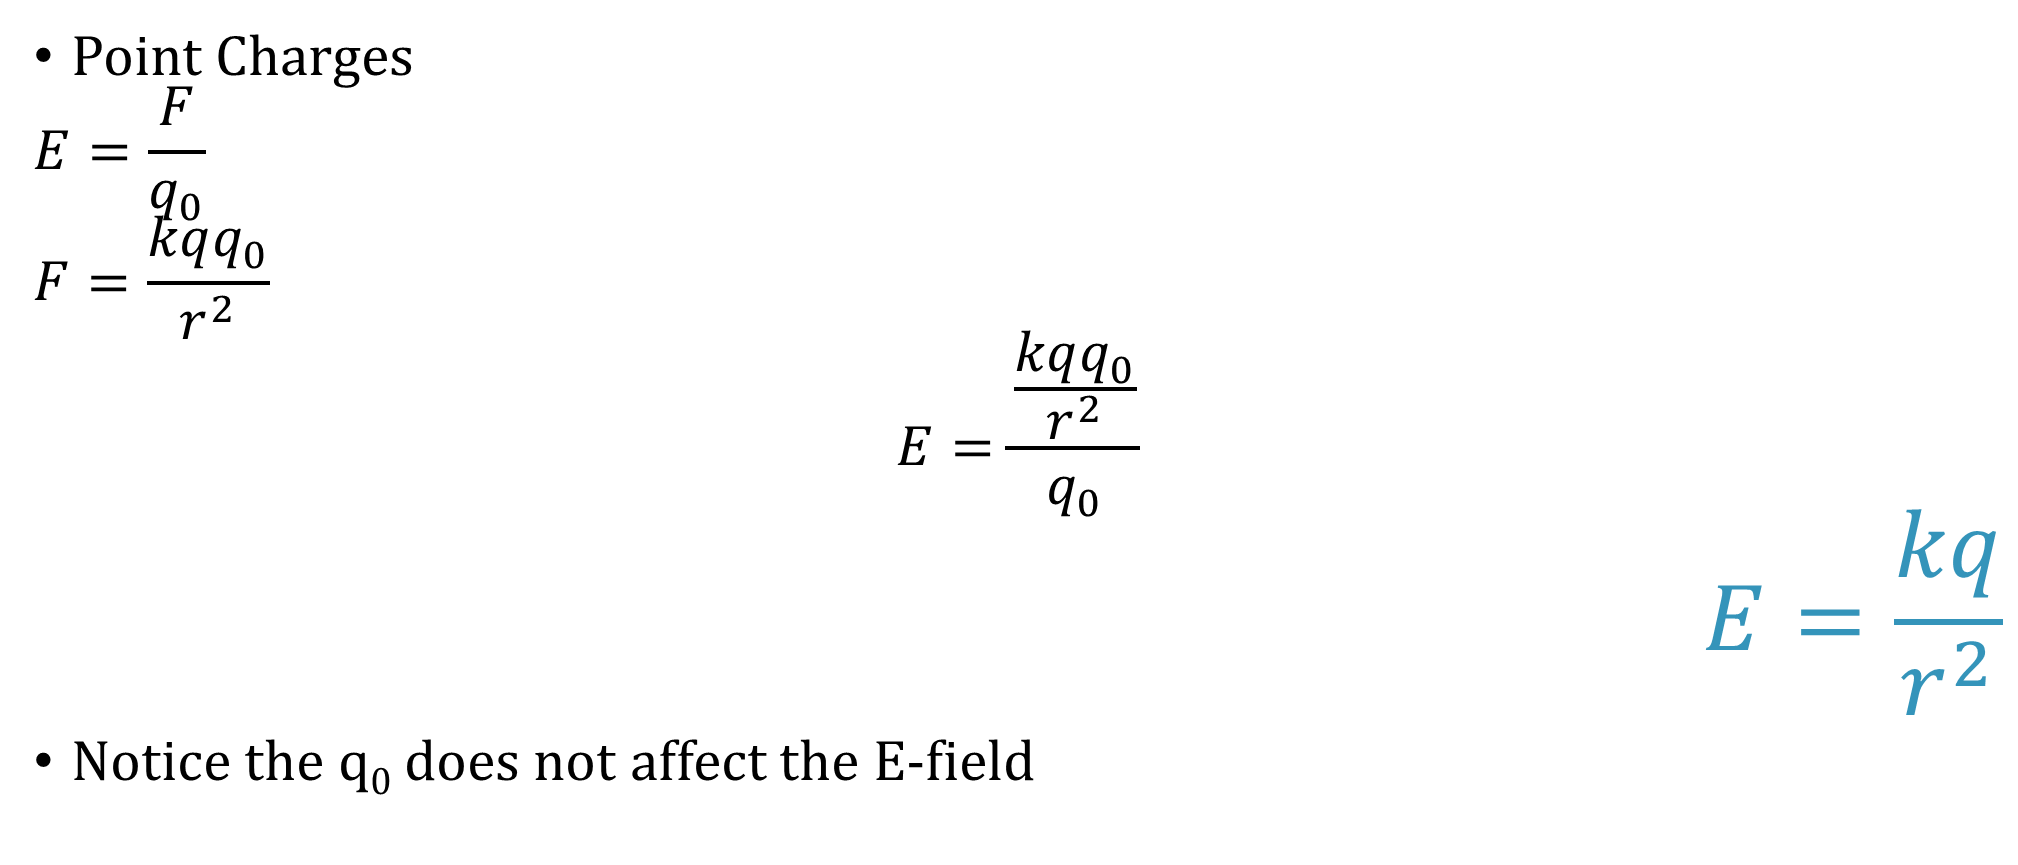 • Point Charges
E = F/q₀
F = kqq₀/r²
E = (kqq₀/r²)/q₀
E = kq/r²
• Notice the q₀ does not affect the E-field